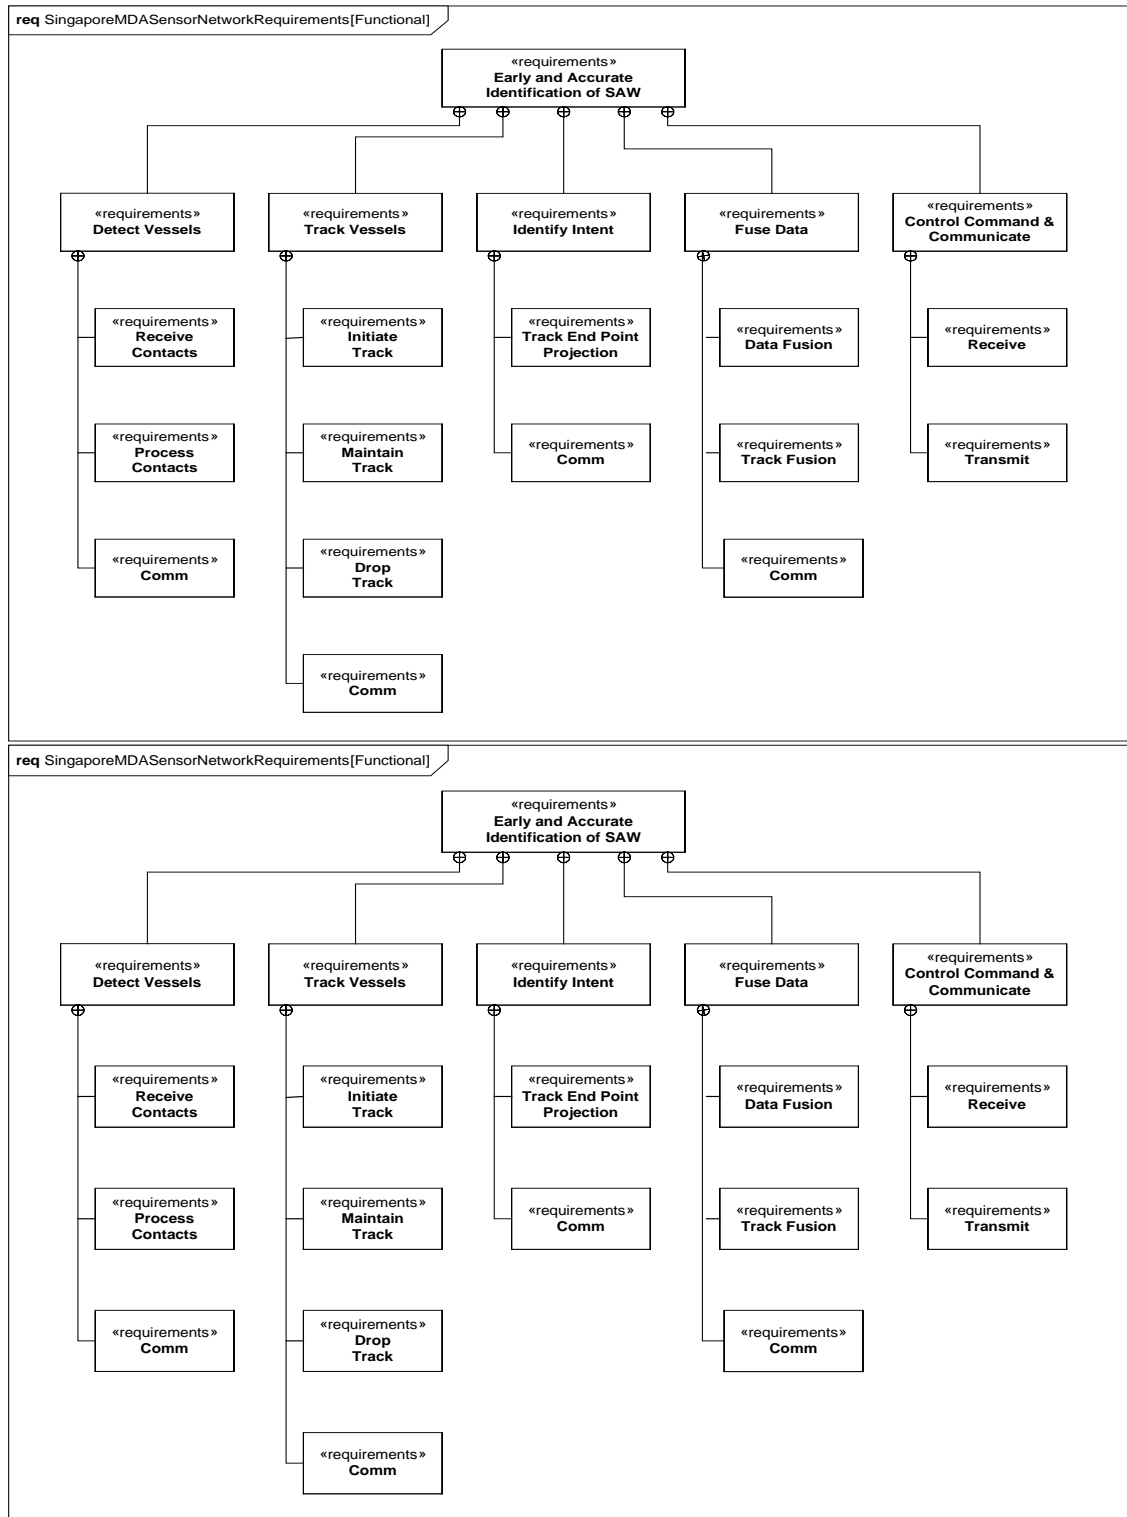 req SingaporeMDASensorNetworkRequirements[Functional]
«requirements»
Early and Accurate
Identification of SAW
«requirements»
Detect Vessels
«requirements»
Track Vessels
«requirements»
Identify Intent
«requirements»
Fuse Data
«requirements»
Control Command &
Communicate
«requirements»
Receive
Contacts
«requirements»
Initiate
Track
«requirements»
Track End Point
Projection
«requirements»
Data Fusion
«requirements»
Receive
«requirements»
Process
Contacts
«requirements»
Maintain
Track
«requirements»
Comm
«requirements»
Track Fusion
«requirements»
Transmit
«requirements»
Comm
«requirements»
Drop
Track
«requirements»
Comm
«requirements»
Comm
req SingaporeMDASensorNetworkRequirements[Functional]
«requirements»
Early and Accurate
Identification of SAW
«requirements»
Detect Vessels
«requirements»
Track Vessels
«requirements»
Identify Intent
«requirements»
Fuse Data
«requirements»
Control Command &
Communicate
«requirements»
Receive
Contacts
«requirements»
Initiate
Track
«requirements»
Track End Point
Projection
«requirements»
Data Fusion
«requirements»
Receive
«requirements»
Process
Contacts
«requirements»
Maintain
Track
«requirements»
Comm
«requirements»
Track Fusion
«requirements»
Transmit
«requirements»
Comm
«requirements»
Drop
Track
«requirements»
Comm
«requirements»
Comm